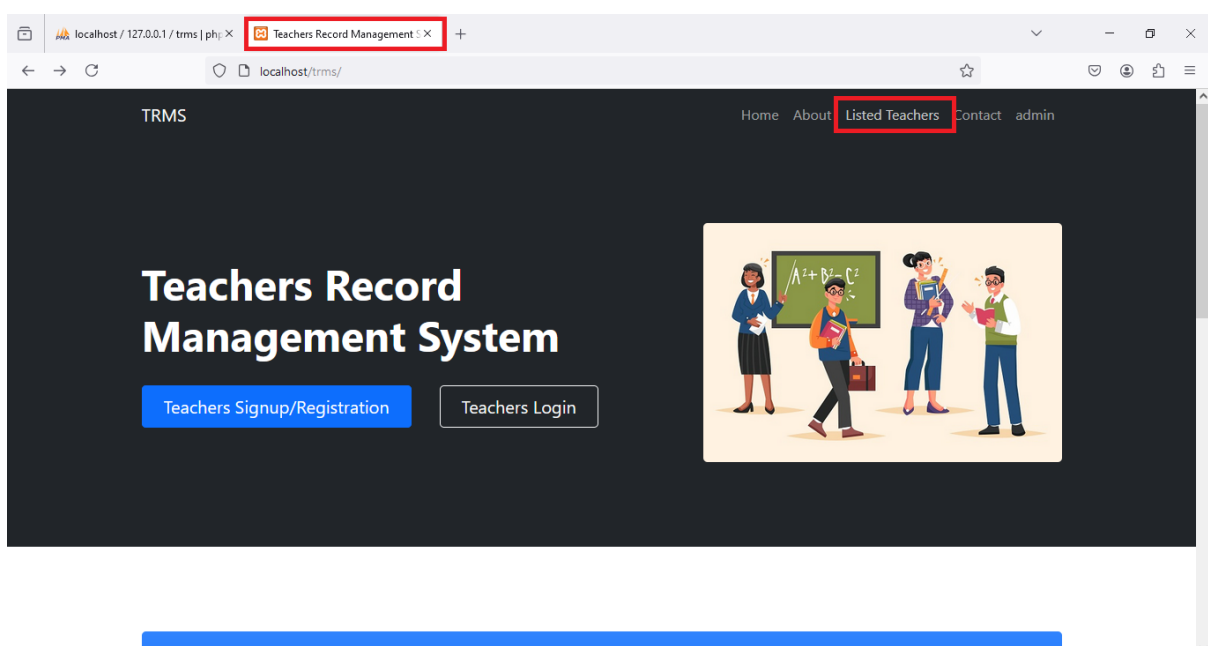 localhost / 127.0.0.1 / trms | php
Teachers Record Management S
localhost/trms/
TRMS
Home About Listed Teachers Contact admin
Teachers Record
Management System
Teachers Signup/Registration
Teachers Login
A²+B²=C²